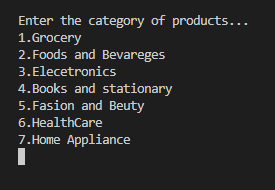 Enter the category of products...
1.Grocery
2.Foods and Bevareges
3.Elecetronics
4.Books and stationary
5.Fasion and Beuty
6.HealthCare
7.Home Appliance